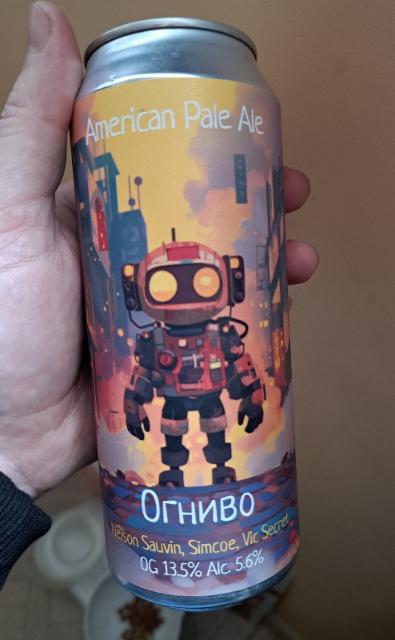 American Pale Ale
Огниво
Nelson Sauvin, Simcoe, Vic Secret
OG 13.5% Alc. 5.6%